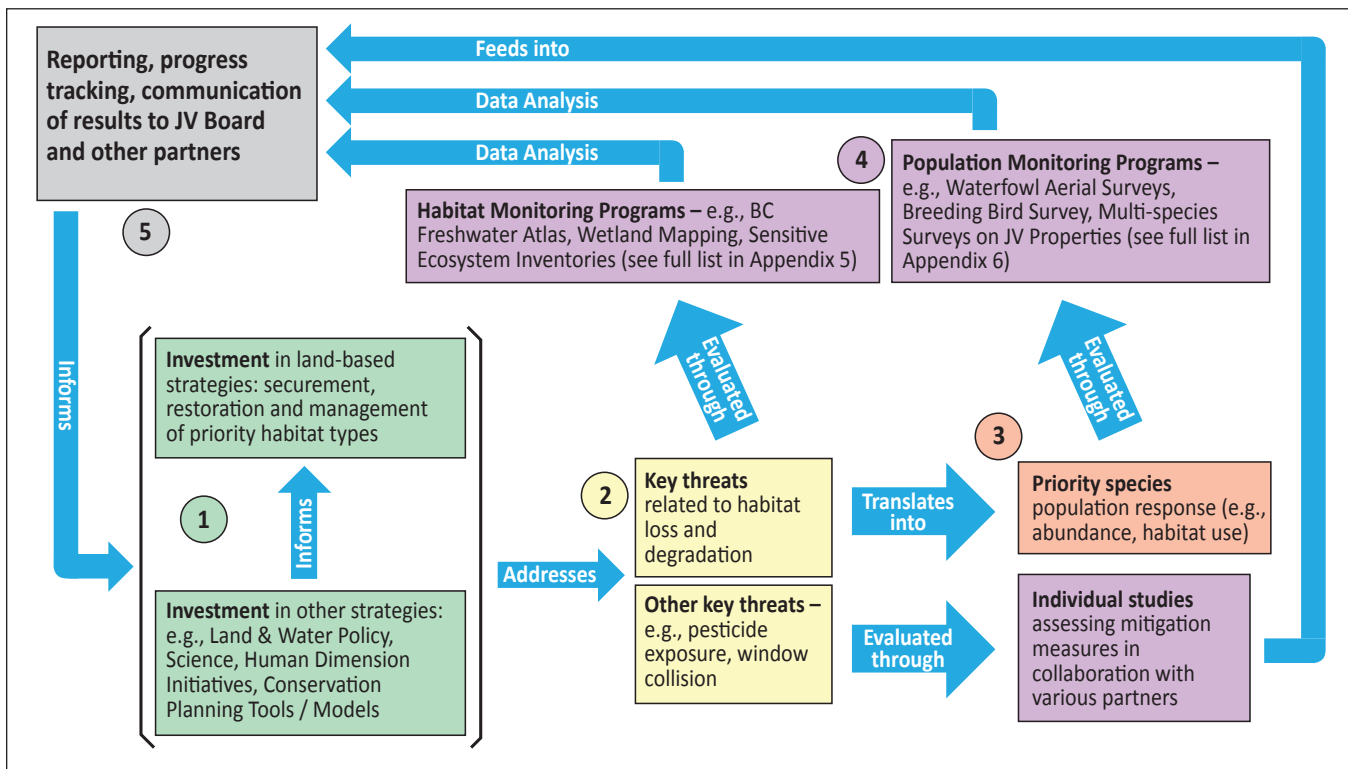 Reporting, progress
tracking, communication
of results to JV Board
and other partners
5
Feeds into
Data Analysis
Data Analysis
4
Population Monitoring Programs –
e.g., Waterfowl Aerial Surveys,
Breeding Bird Survey, Multi-species
Surveys on JV Properties (see full list in
Appendix 6)
Habitat Monitoring Programs – e.g., BC
Freshwater Atlas, Wetland Mapping, Sensitive
Ecosystem Inventories (see full list in Appendix 5)
Informs
Investment in land-based
strategies: securement,
restoration and management
of priority habitat types
1
Informs
Investment in other strategies:
e.g., Land & Water Policy,
Science, Human Dimension
Initiatives, Conservation
Planning Tools / Models
Addresses
Evaluated
through
2
Key threats
related to habitat
loss and
degradation
Other key threats –
e.g., pesticide
exposure, window
collision
Translates
into
Evaluated
through
Evaluated
through
3
Priority species
population response (e.g.,
abundance, habitat use)
Individual studies
assessing mitigation
measures in
collaboration with
various partners